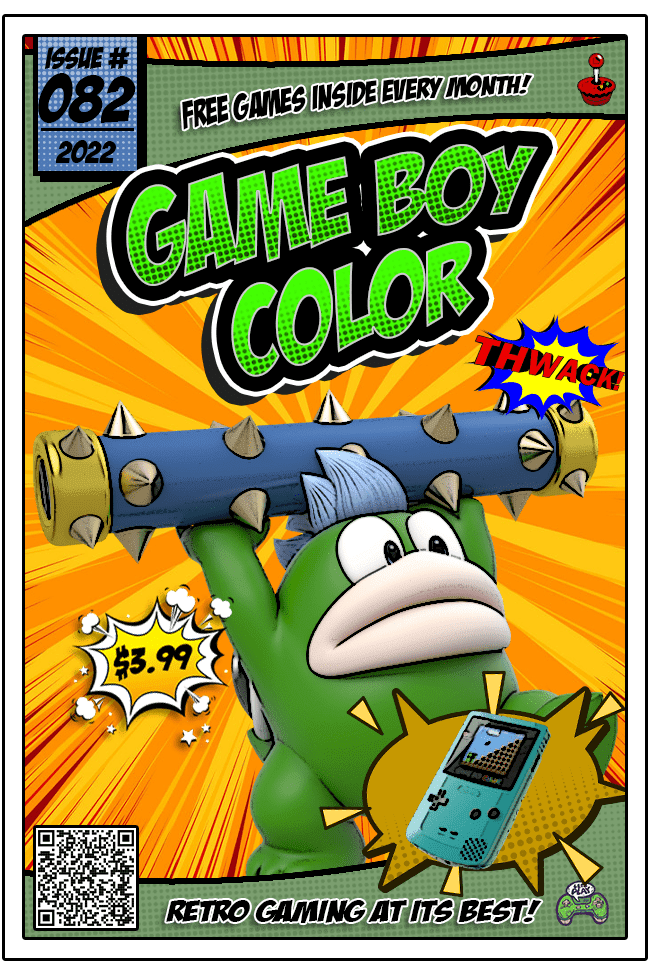 ISSUE #
082
2022
FREE GAMES INSIDE EVERY MONTH!
GAME BOY
COLOR
THWACK!
$3.99
RETRO GAMING AT ITS BEST!
PLAY